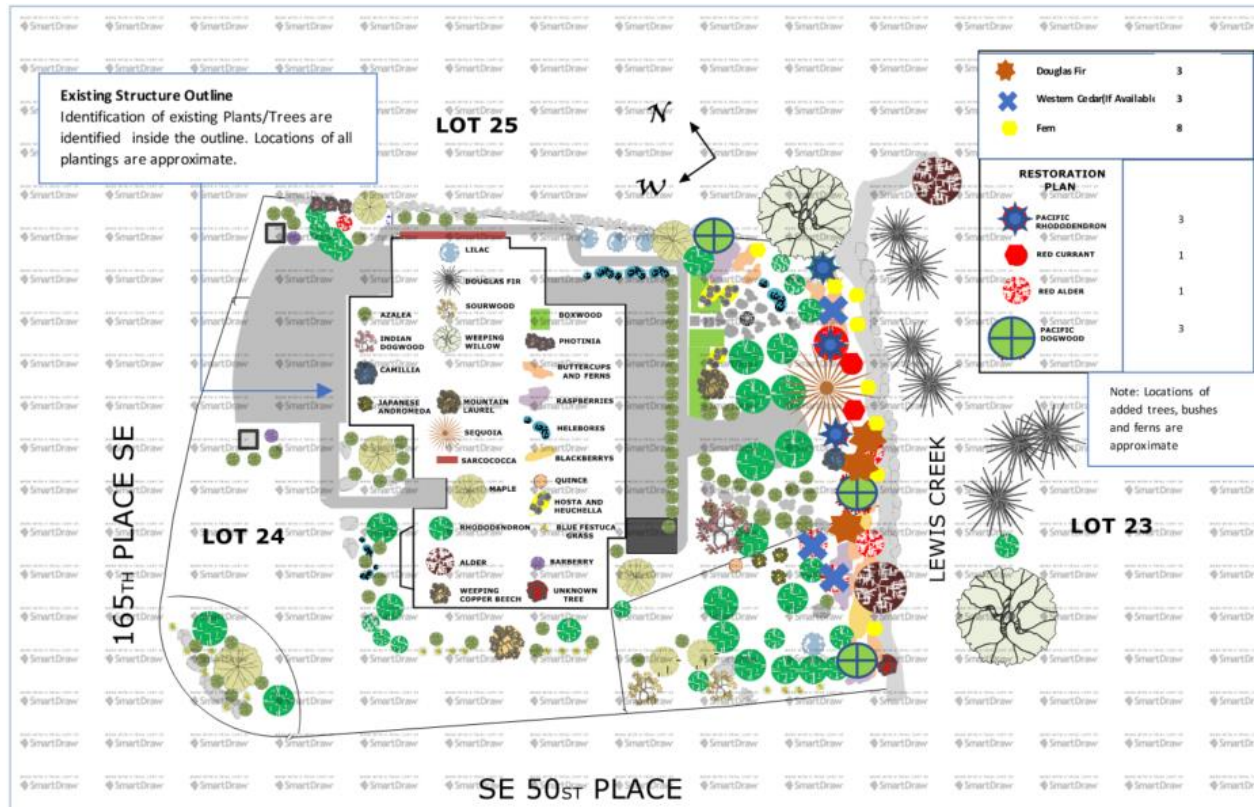 Existing Structure Outline
Identification of existing Plants/Trees are
identified inside the outline. Locations of all
plantings are approximate.
LOT 25
N
W
Douglas Fir 3
Western Cedar(If Available 3
Fern 8
RESTORATION
PLAN
PACIFIC
RHODODENDRON
3
RED CURRANT 1
RED ALDER 1
PACIFIC
DOGWOOD
3
Note: Locations of
added trees, bushes
and ferns are
approximate
LILAC
DOUGLAS FIR
SOURWOOD
AZALEA
BOXWOOD
INDIAN
DOGWOOD
WEEPING
WILLOW
PHOTINIA
CAMILLIA
BUTTERCUPS
AND FERNS
JAPANESE
ANDROMEDA
MOUNTAIN
LAUREL
RASPBERRIES
SEQUOIA
HELEBORES
SARCOCOCCA
BLACKBERRYS
MAPLE
QUINCE
HOSTA AND
HEUCHELLA
RHODODENDRON
BLUE FESTUCA
GRASS
ALDER
BARBERRY
WEEPING
COPPER BEECH
UNKNOWN
TREE
165TH PLACE SE
LOT 24
LEWIS CREEK
LOT 23
SE 50ST PLACE
SmartDraw